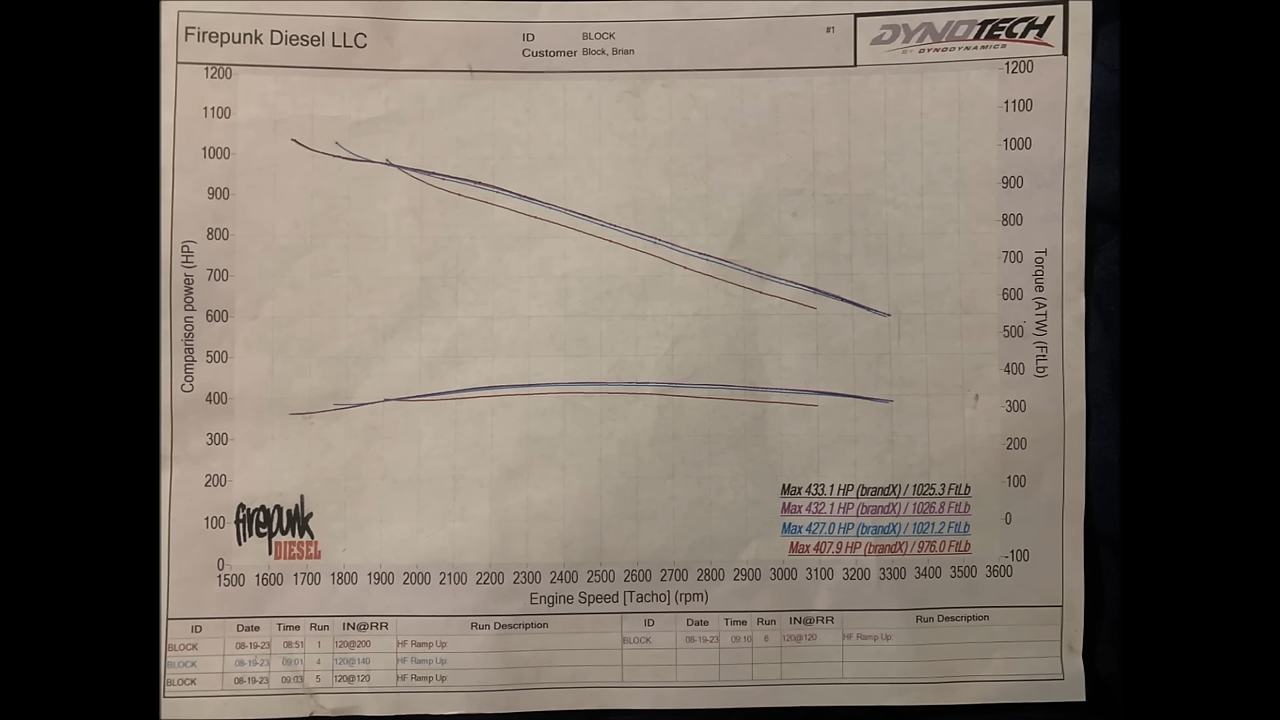 Firepunk Diesel LLC
ID BLOCK
Customer Block, Brian
#1
DYNOTECH
BY DYNODYNAMICS
Comparison power (HP)
1200
1100
1000
900
800
700
600
500
400
300
200
100
0
1200
1100
1000
900
800
700
600
500
400
300
200
100
-0
-100
Torque (ATW) (FtLb)
Max 433.1 HP (brandX) / 1025.3 FtLb
Max 432.1 HP (brandX) / 1026.8 FtLb
Max 427.0 HP (brandX) / 1021.2 FtLb
Max 407.9 HP (brandX) / 976.0 FtLb
firepunk
DIESEL
1500 1600 1700 1800 1900 2000 2100 2200 2300 2400 2500 2600 2700 2800 2900 3000 3100 3200 3300 3400 3500 3600
Engine Speed [Tacho] (rpm)
ID Date Time Run IN@RR Run Description ID Date Time Run IN@RR Run Description
BLOCK 08-19-23 08:51 1 120@200 HF Ramp Up: BLOCK 08-19-23 09:10 6 120@120 HF Ramp Up:
BLOCK 08-19-23 09:01 4 120@140 HF Ramp Up:
BLOCK 08-19-23 09:03 5 120@120 HF Ramp Up: